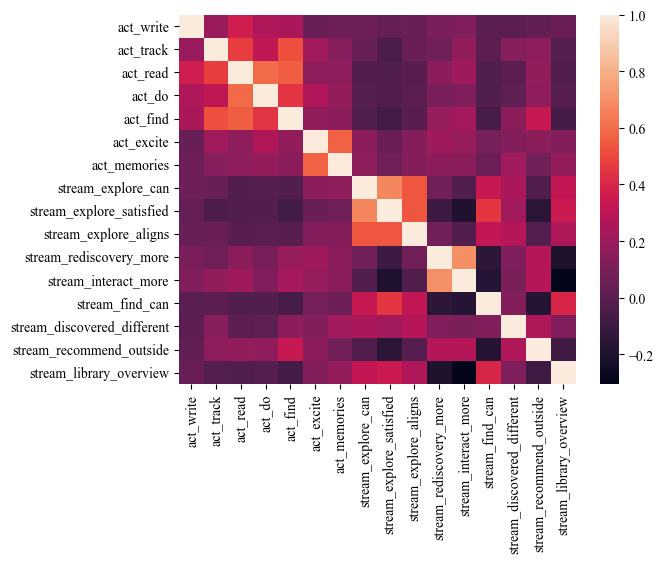 act_write
act_track
act_read
act_do
act_find
act_excite
act_memories
stream_explore_can
stream_explore_satisfied
stream_explore_aligns
stream_rediscovery_more
stream_interact_more
stream_find_can
stream_discovered_different
stream_recommend_outside
stream_library_overview
act_write
act_track
act_read
act_do
act_find
act_excite
act_memories
stream_explore_can
stream_explore_satisfied
stream_explore_aligns
stream_rediscovery_more
stream_interact_more
stream_find_can
stream_discovered_different
stream_recommend_outside
stream_library_overview
1.0
0.8
0.6
0.4
0.2
0.0
−0.2